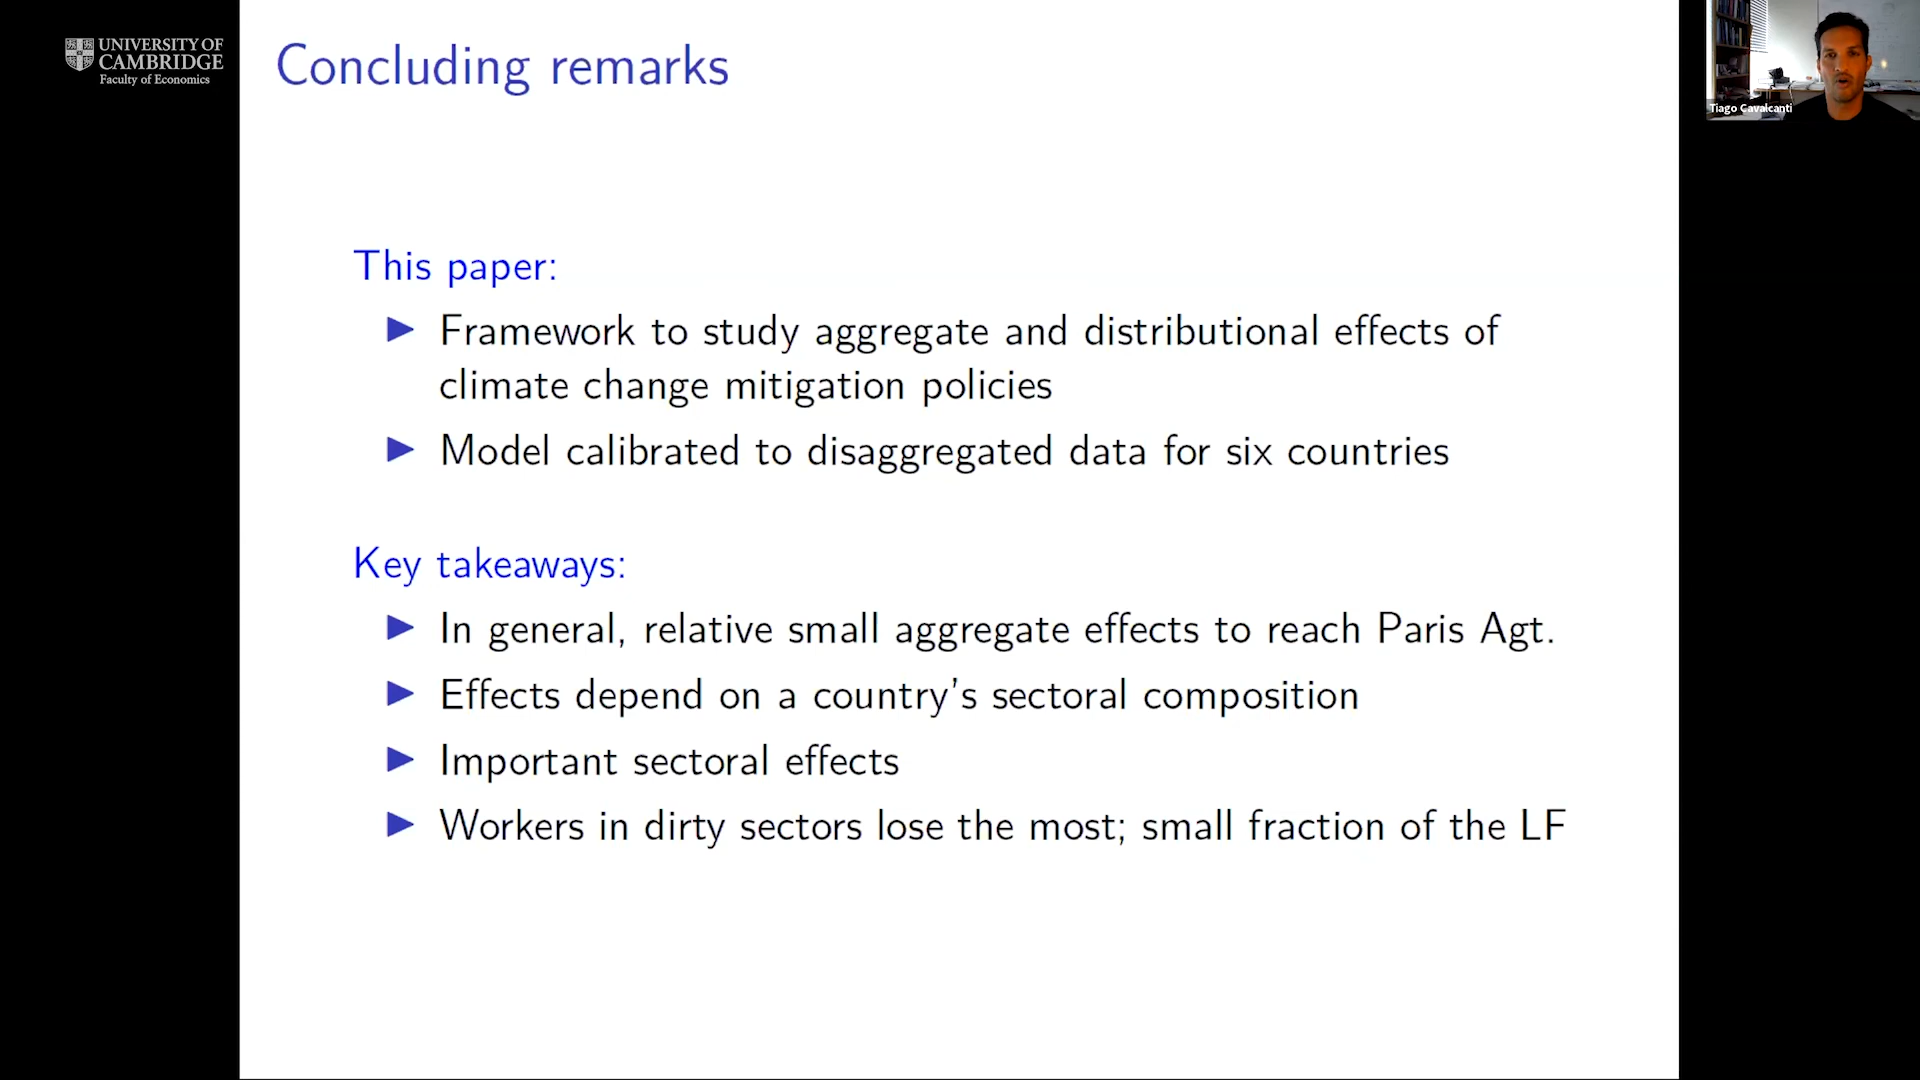 UNIVERSITY OF
CAMBRIDGE
Faculty of Economics
Concluding remarks
Tiago Cavalcanti
This paper:
Framework to study aggregate and distributional effects of
climate change mitigation policies
Model calibrated to disaggregated data for six countries
Key takeaways:
In general, relative small aggregate effects to reach Paris Agt.
Effects depend on a country's sectoral composition
Important sectoral effects
Workers in dirty sectors lose the most; small fraction of the LF